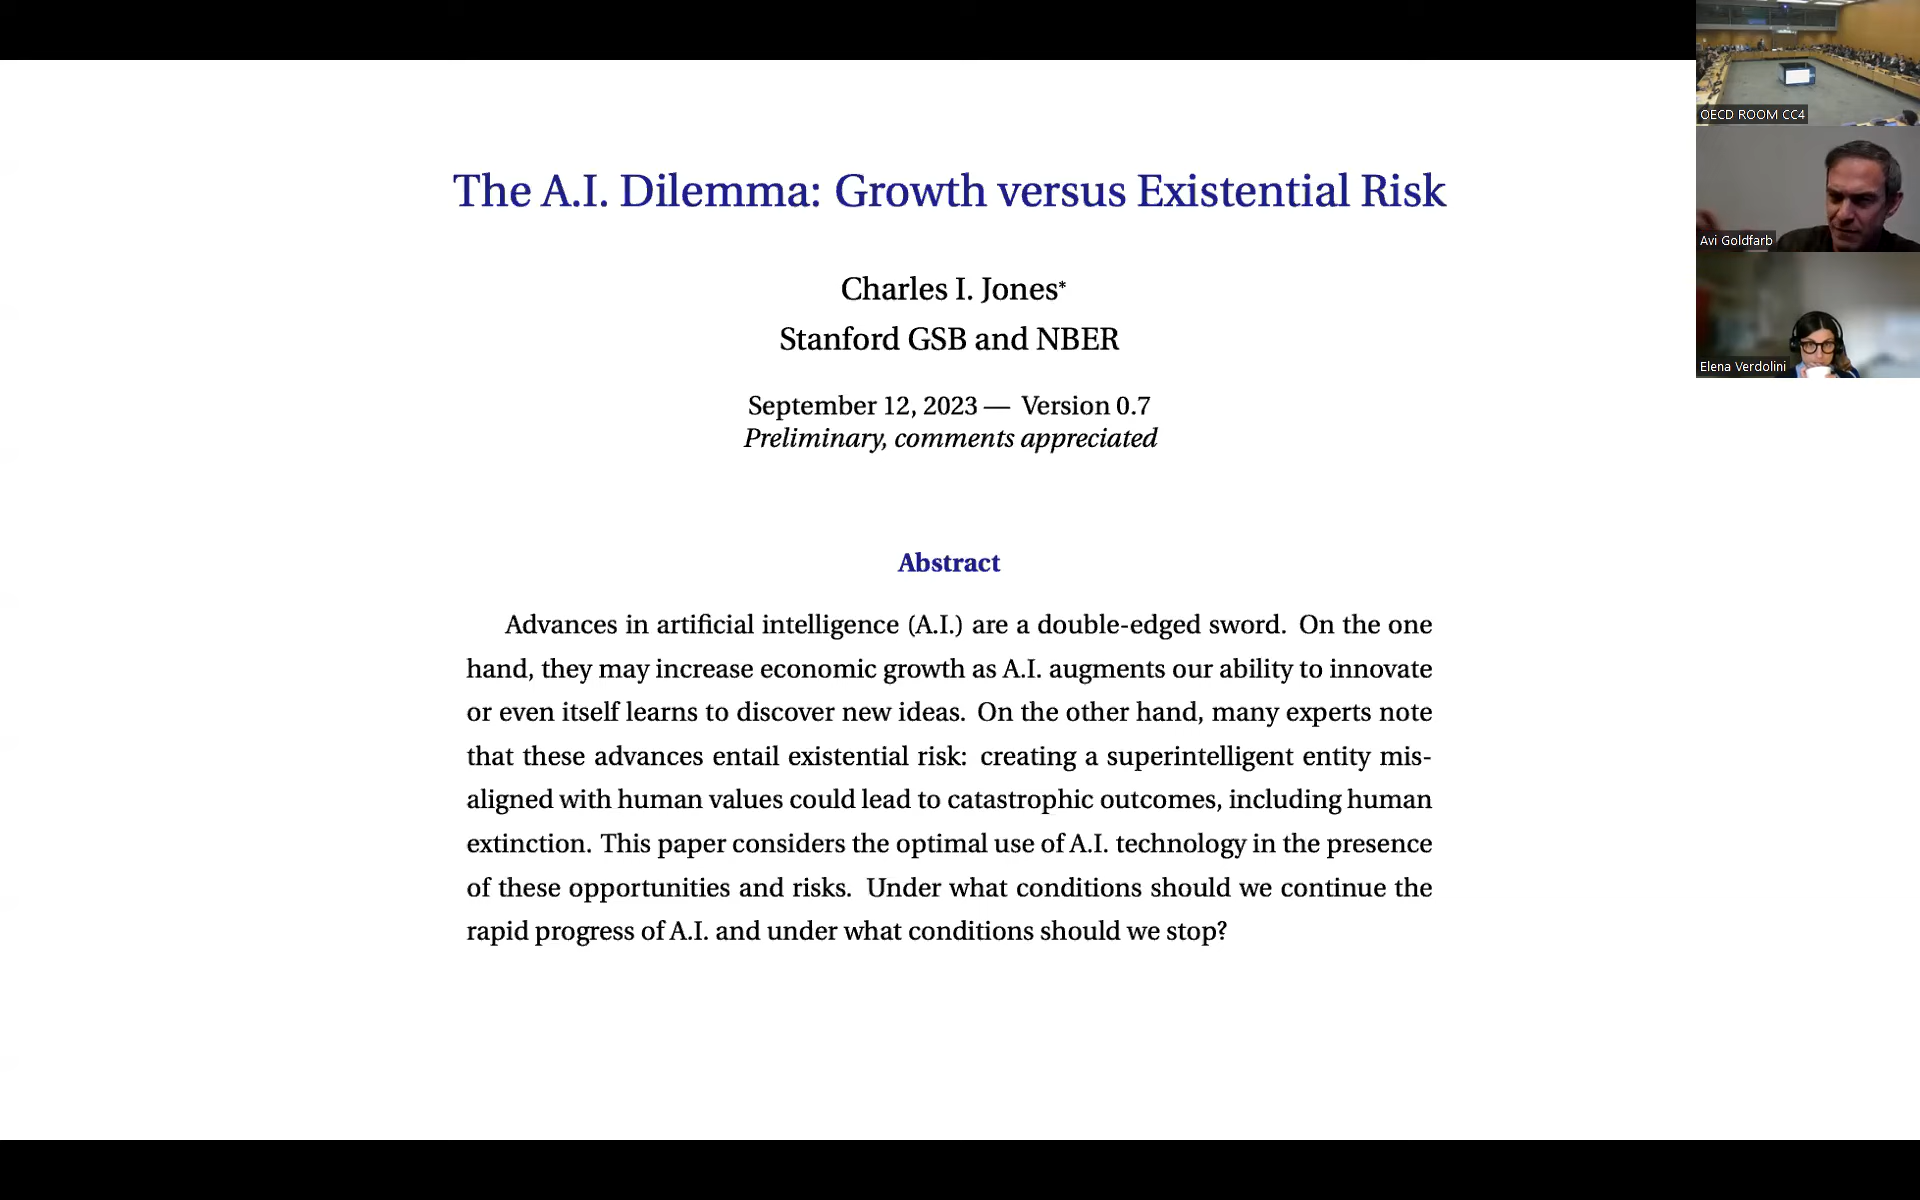 The A.I. Dilemma: Growth versus Existential Risk
Charles I. Jones*
Stanford GSB and NBER
September 12, 2023 — Version 0.7
Preliminary, comments appreciated
Abstract
Advances in artificial intelligence (A.I.) are a double-edged sword. On the one
hand, they may increase economic growth as A.I. augments our ability to innovate
or even itself learns to discover new ideas. On the other hand, many experts note
that these advances entail existential risk: creating a superintelligent entity mis-
aligned with human values could lead to catastrophic outcomes, including human
extinction. This paper considers the optimal use of A.I. technology in the presence
of these opportunities and risks. Under what conditions should we continue the
rapid progress of A.I. and under what conditions should we stop?
OECD ROOM CC4
Avi Goldfarb
Elena Verdolini